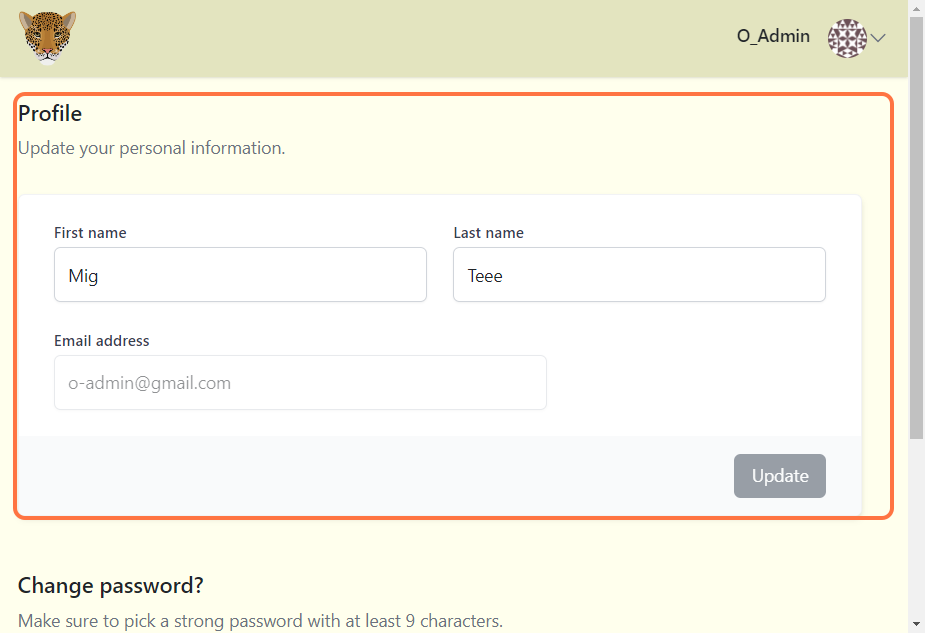 O_Admin
Profile
Update your personal information.
First name
Last name
Mig
Teee
Email address
o-admin@gmail.com
Update
Change password?
Make sure to pick a strong password with at least 9 characters.